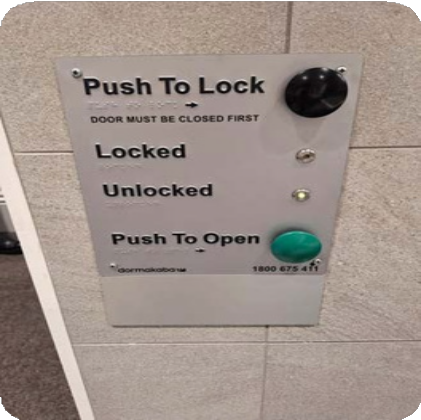 Push To Lock
DOOR MUST BE CLOSED FIRST
Locked
Unlocked
Push To Open
dormakaba
1800 675 411